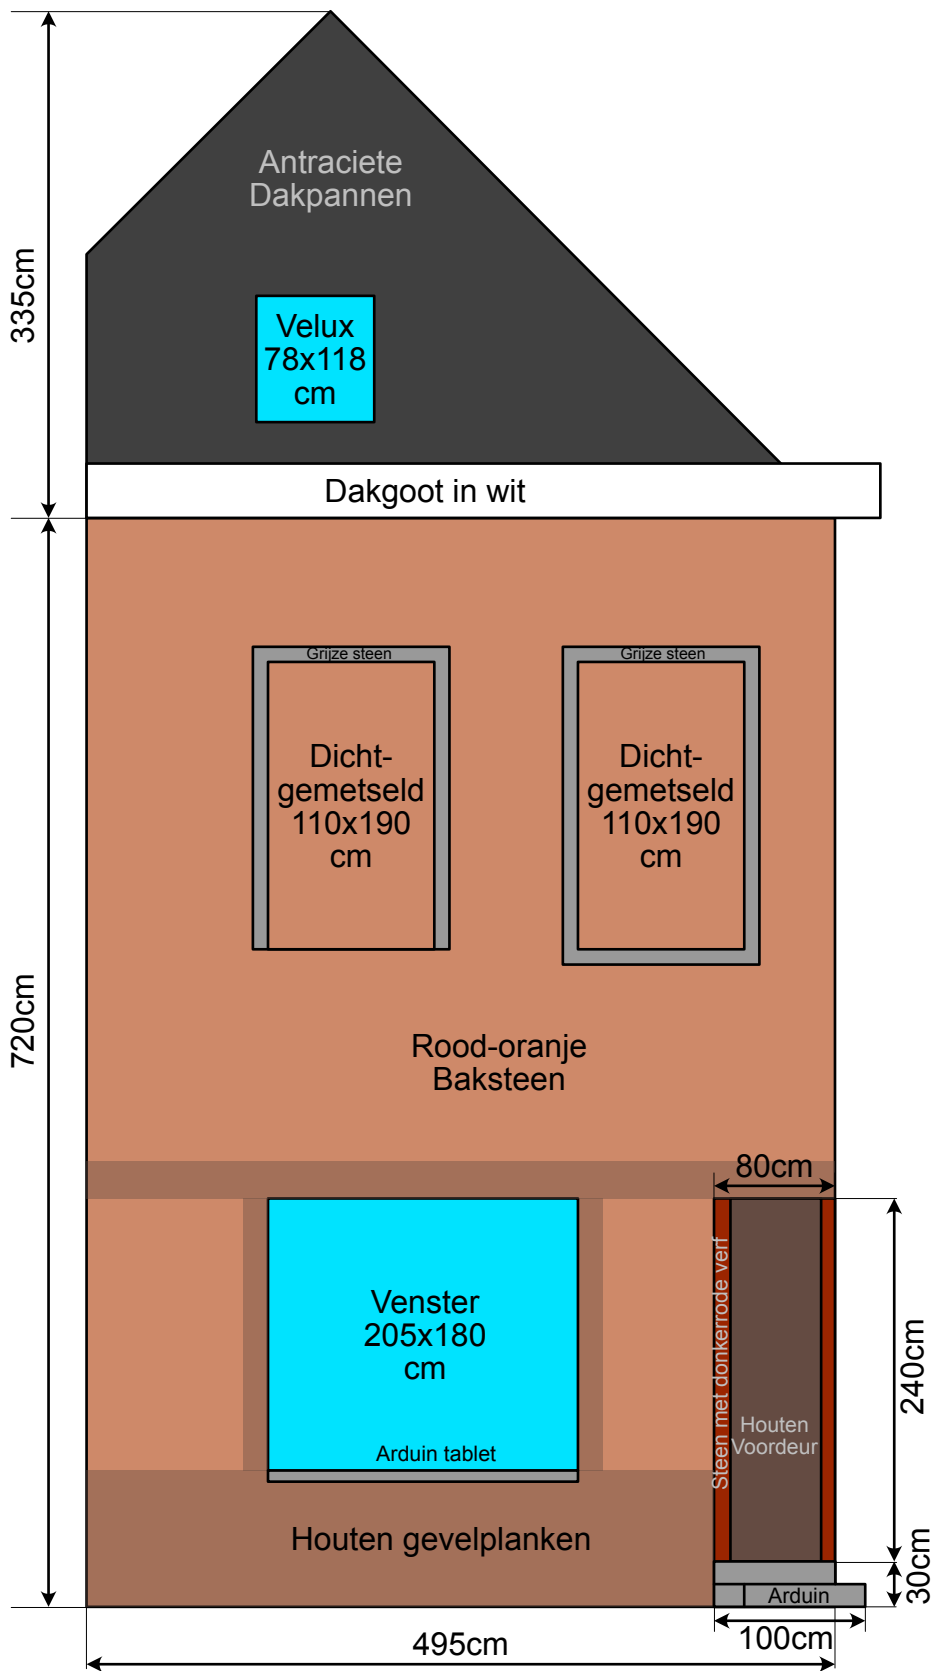 Antraciete
Dakpannen
335cm
Velux
78x118
cm
Dakgoot in wit
Grijze steen
Grijze steen
Dicht-
gemetseld
110x190
cm
Dicht-
gemetseld
110x190
cm
720cm
Rood-oranje
Baksteen
80cm
Steen met donkerrode verf
Venster
205x180
cm
240cm
Houten
Voordeur
Arduin tablet
Houten gevelplanken
30cm
Arduin
100cm
495cm